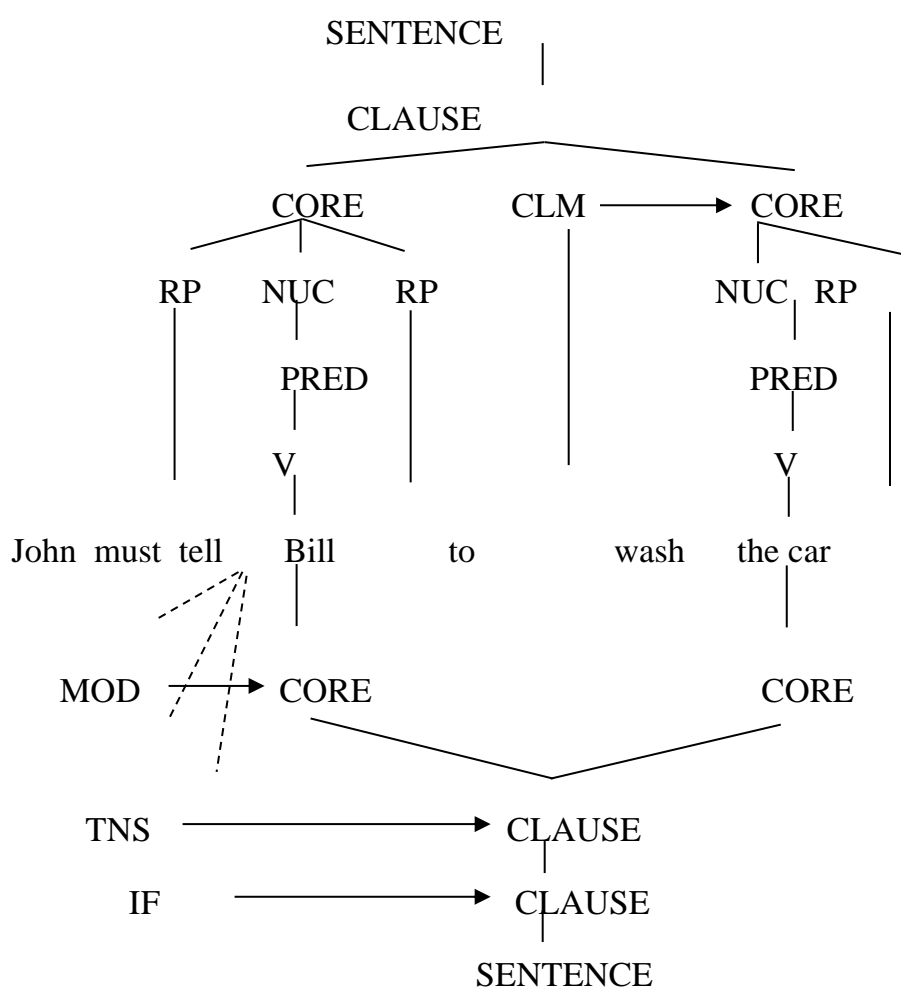 SENTENCE
CLAUSE
CORE CLM CORE
RP NUC RP NUC RP
PRED PRED
V V
John must tell Bill to wash the car
MOD CORE CORE
TNS CLAUSE
IF CLAUSE
SENTENCE